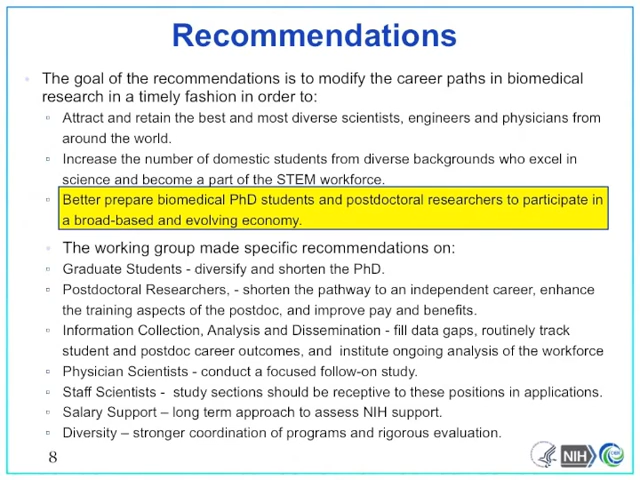 Recommendations
The goal of the recommendations is to modify the career paths in biomedical
research in a timely fashion in order to:
Attract and retain the best and most diverse scientists, engineers and physicians from
around the world.
Increase the number of domestic students from diverse backgrounds who excel in
science and become a part of the STEM workforce.
Better prepare biomedical PhD students and postdoctoral researchers to participate in
a broad-based and evolving economy.
The working group made specific recommendations on:
Graduate Students - diversify and shorten the PhD.
Postdoctoral Researchers, - shorten the pathway to an independent career, enhance
the training aspects of the postdoc, and improve pay and benefits.
Information Collection, Analysis and Dissemination - fill data gaps, routinely track
student and postdoc career outcomes, and institute ongoing analysis of the workforce
Physician Scientists - conduct a focused follow-on study.
Staff Scientists - study sections should be receptive to these positions in applications.
Salary Support – long term approach to assess NIH support.
Diversity – stronger coordination of programs and rigorous evaluation.
8
NIH